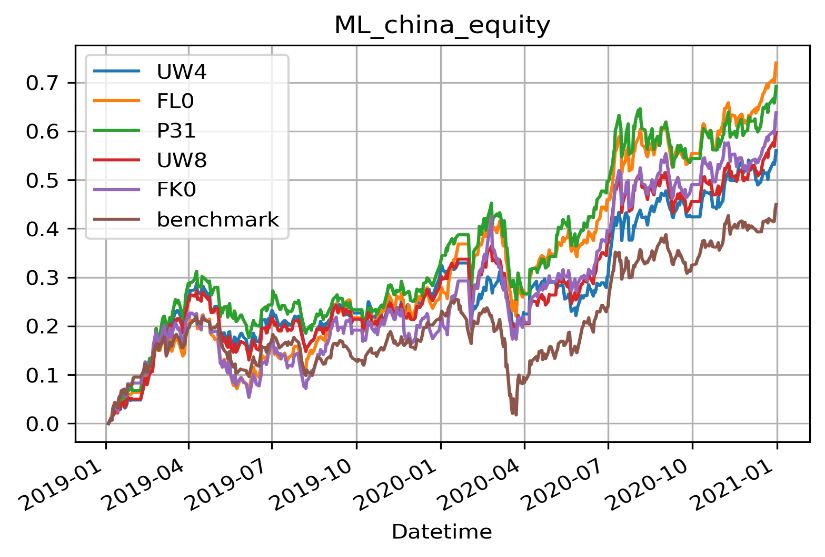 ML_china_equity
UW4
FL0
P31
UW8
FK0
benchmark
0.7
0.6
0.5
0.4
0.3
0.2
0.1
0.0
2019-01
2019-04
2019-07
2019-10
2020-01
2020-04
2020-07
2020-10
2021-01
Datetime